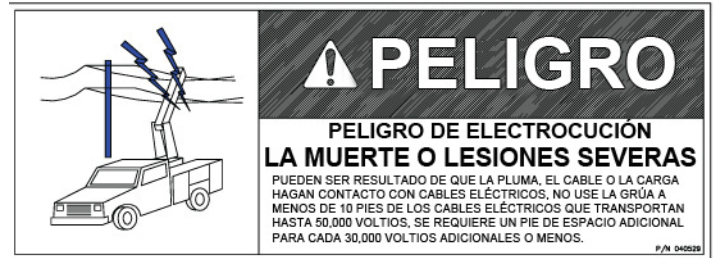 PELIGRO
PELIGRO DE ELECTROCUCIÓN
LA MUERTE O LESIONES SEVERAS
PUEDEN SER RESULTADO DE QUE LA PLUMA, EL CABLE O LA CARGA
HAGAN CONTACTO CON CABLES ELÉCTRICOS, NO USE LA GRÚA A
MENOS DE 10 PIES DE LOS CABLES ELÉCTRICOS QUE TRANSPORTAN
HASTA 50,000 VOLTIOS, SE REQUIERE UN PIE DE ESPACIO ADICIONAL
PARA CADA 30,000 VOLTIOS ADICIONALES O MENOS.
P/N 040529